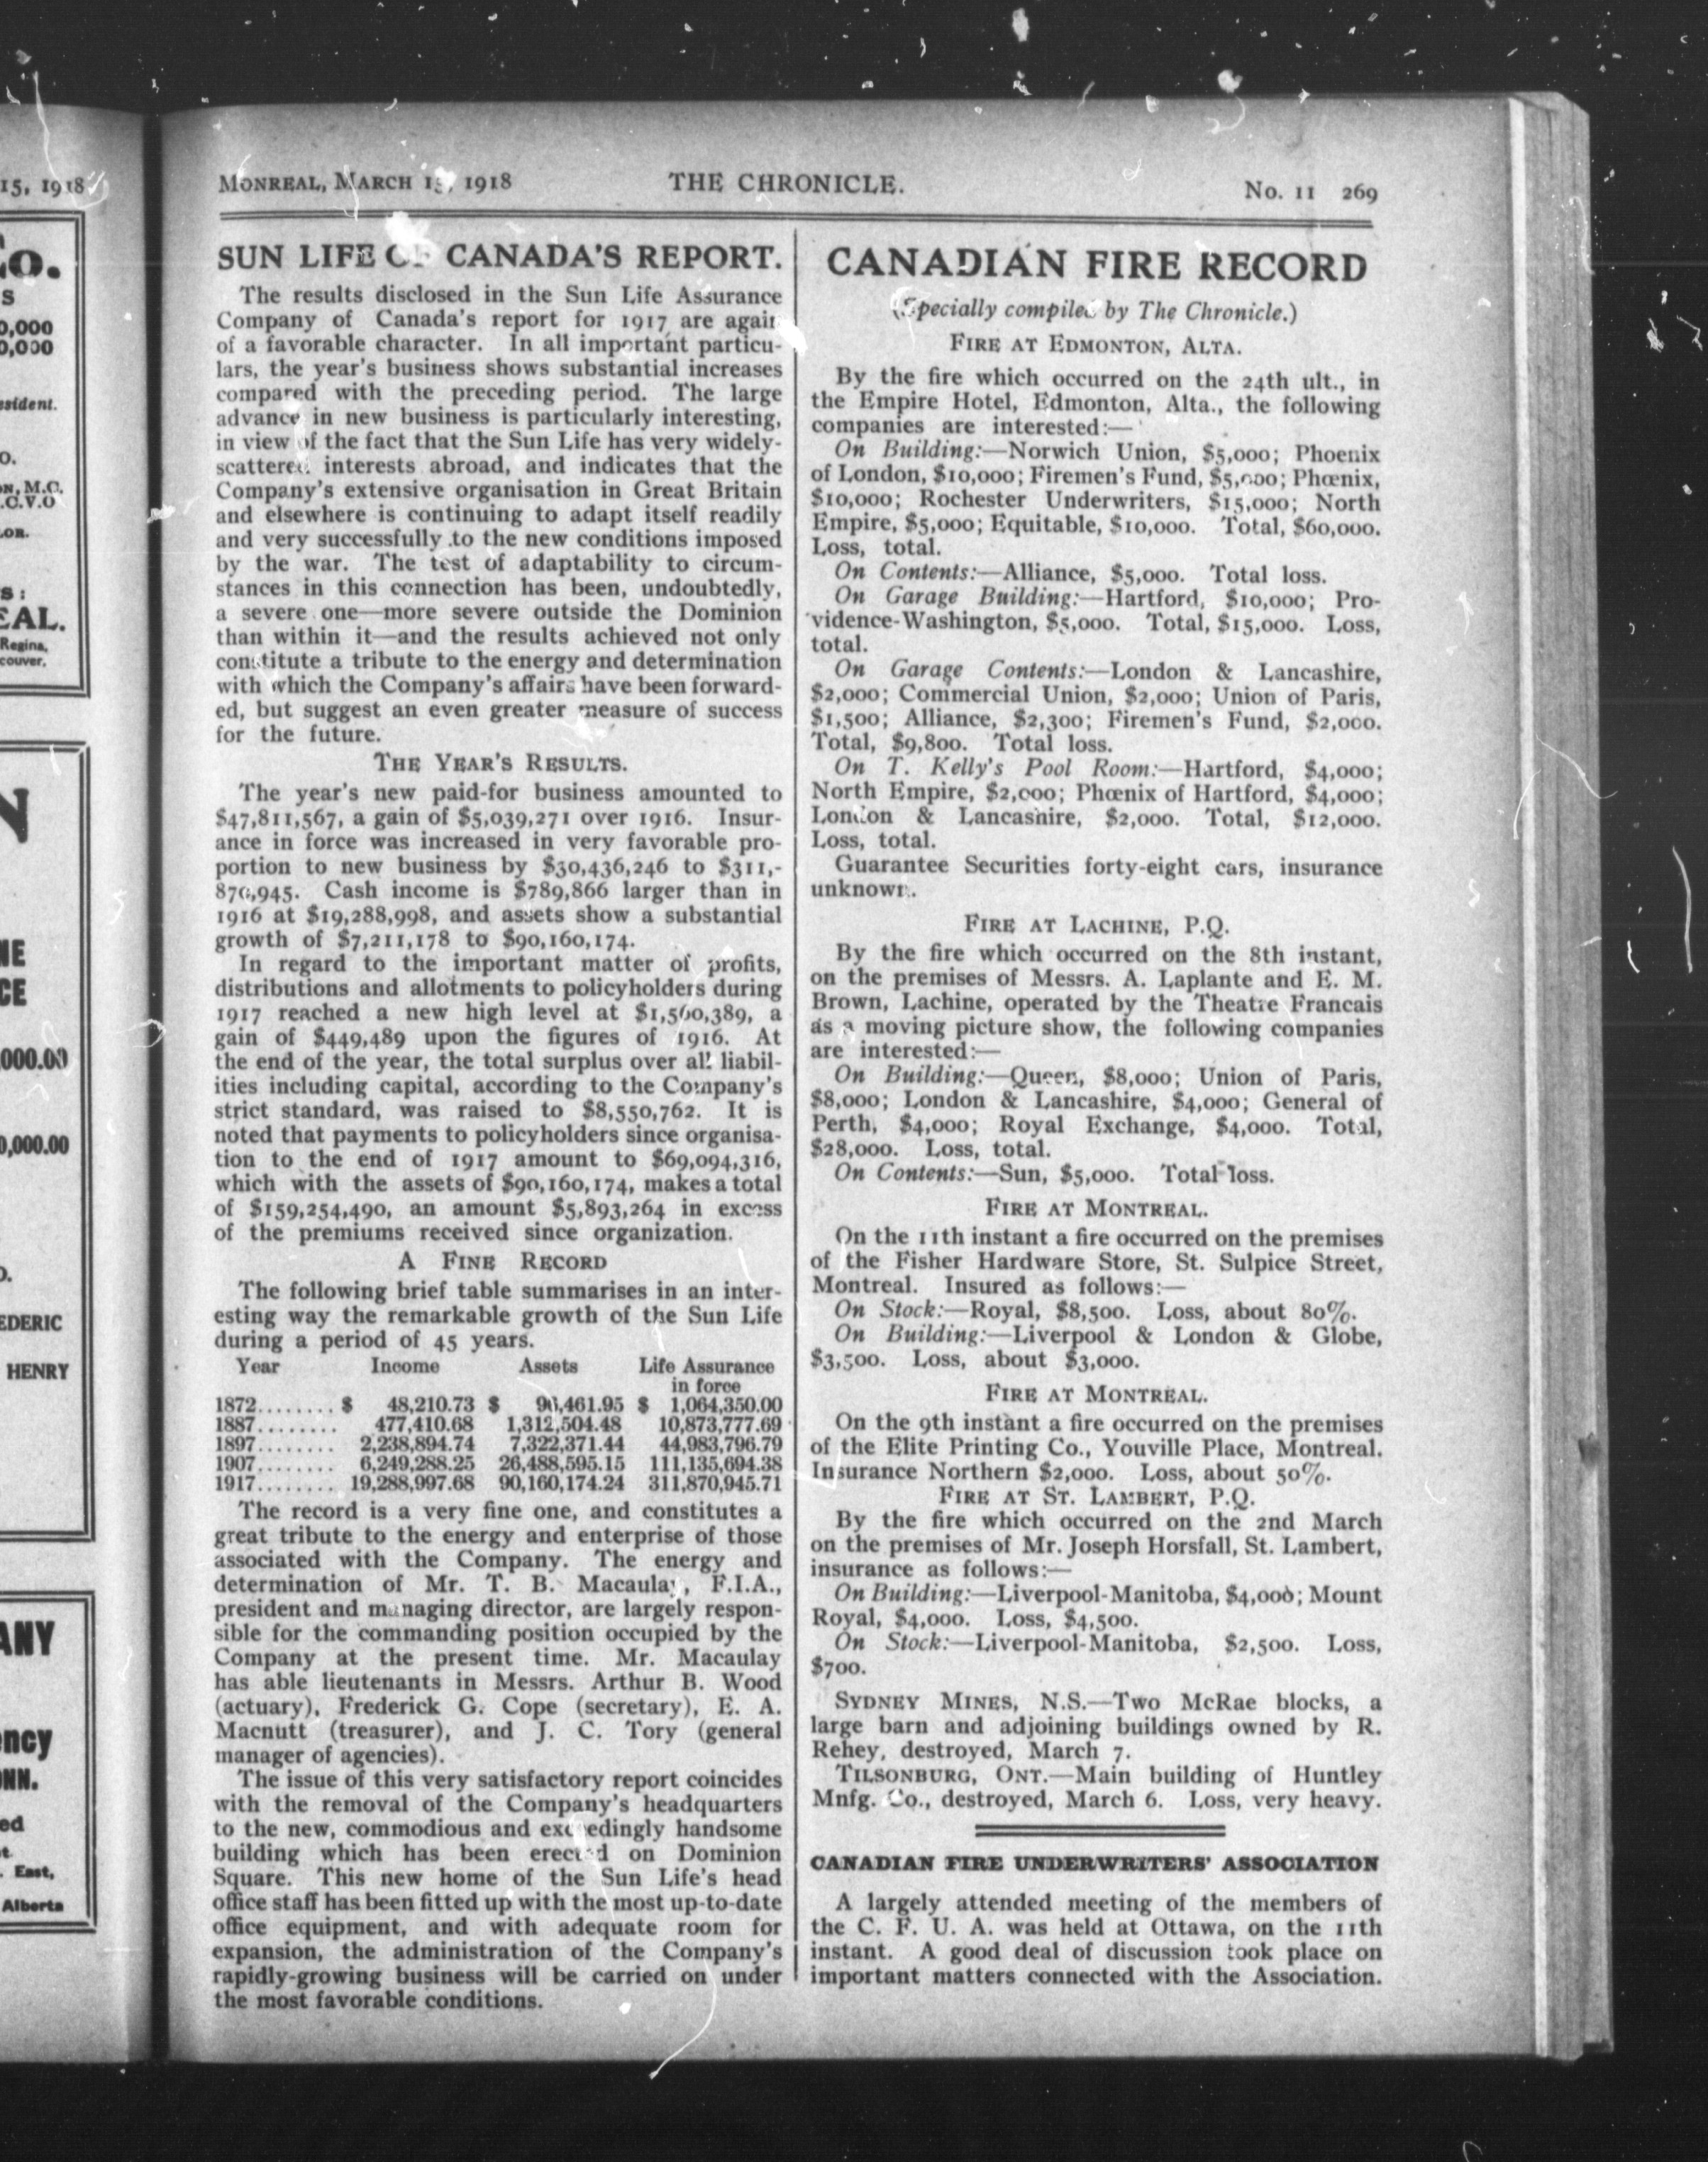 15, 1918
Co.
S
0,000
0,000
esident.
O.
ON, M.C.
.C.V.O
LOR.
S:
EAL.
Regina,
couver.
N
NE
CE
,000.00
0,000.00
O.
EDERIC
HENRY
ANY
ency
ONN.
ed
t
. East,
Alberta
MONREAL, MARCH 15, 1918 THE CHRONICLE. No. 11 269
SUN LIFE OF CANADA'S REPORT.
The results disclosed in the Sun Life Assurance
Company of Canada's report for 1917 are again
of a favorable character. In all important particu-
lars, the year's business shows substantial increases
compared with the preceding period. The large
advance in new business is particularly interesting,
in view of the fact that the Sun Life has very widely-
scattered interests abroad, and indicates that the
Company's extensive organisation in Great Britain
and elsewhere is continuing to adapt itself readily
and very successfully to the new conditions imposed
by the war. The test of adaptability to circum-
stances in this connection has been, undoubtedly,
a severe one—more severe outside the Dominion
than within it—and the results achieved not only
constitute a tribute to the energy and determination
with which the Company's affairs have been forward-
ed, but suggest an even greater measure of success
for the future.
THE YEAR'S RESULTS.
The year's new paid-for business amounted to
$47,811,567, a gain of $5,039,271 over 1916. Insur-
ance in force was increased in very favorable pro-
portion to new business by $30,436,246 to $311,-
870,945. Cash income is $789,866 larger than in
1916 at $19,288,998, and assets show a substantial
growth of $7,211,178 to $90,160,174.
In regard to the important matter of profits,
distributions and allotments to policyholders during
1917 reached a new high level at $1,560,389, a
gain of $449,489 upon the figures of 1916. At
the end of the year, the total surplus over all liabil-
ities including capital, according to the Company's
strict standard, was raised to $8,550,762. It is
noted that payments to policyholders since organisa-
tion to the end of 1917 amount to $69,094,316,
which with the assets of $90,160,174, makes a total
of $159,254,490, an amount $5,893,264 in excess
of the premiums received since organization.
A FINE RECORD
The following brief table summarises in an inter-
esting way the remarkable growth of the Sun Life
during a period of 45 years.
Year Income Assets Life Assurance
in force
1872........ $ 48,210.73 $ 96,461.95 $ 1,064,350.00
1887........ 477,410.68 1,312,504.48 10,873,777.69
1897........ 2,238,894.74 7,322,371.44 44,983,796.79
1907........ 6,249,288.25 26,488,595.15 111,135,694.38
1917........ 19,288,997.68 90,160,174.24 311,870,945.71
The record is a very fine one, and constitutes a
great tribute to the energy and enterprise of those
associated with the Company. The energy and
determination of Mr. T. B. Macaulay, F.I.A.,
president and managing director, are largely respon-
sible for the commanding position occupied by the
Company at the present time. Mr. Macaulay
has able lieutenants in Messrs. Arthur B. Wood
(actuary), Frederick G. Cope (secretary), E. A.
Macnutt (treasurer), and J. C. Tory (general
manager of agencies).
The issue of this very satisfactory report coincides
with the removal of the Company's headquarters
to the new, commodious and exceedingly handsome
building which has been erected on Dominion
Square. This new home of the Sun Life's head
office staff has been fitted up with the most up-to-date
office equipment, and with adequate room for
expansion, the administration of the Company's
rapidly-growing business will be carried on under
the most favorable conditions.
CANADIAN FIRE RECORD
(Specially compiled by The Chronicle.)
FIRE AT EDMONTON, ALTA.
By the fire which occurred on the 24th ult., in
the Empire Hotel, Edmonton, Alta., the following
companies are interested:—
On Building:—Norwich Union, $5,000; Phoenix
of London, $10,000; Firemen's Fund, $5,000; Phœnix,
$10,000; Rochester Underwriters, $15,000; North
Empire, $5,000; Equitable, $10,000. Total, $60,000.
Loss, total.
On Contents:—Alliance, $5,000. Total loss.
On Garage Building:—Hartford, $10,000; Pro-
vidence-Washington, $5,000. Total, $15,000. Loss,
total.
On Garage Contents:—London & Lancashire,
$2,000; Commercial Union, $2,000; Union of Paris,
$1,500; Alliance, $2,300; Firemen's Fund, $2,000.
Total, $9,800. Total loss.
On T. Kelly's Pool Room:—Hartford, $4,000;
North Empire, $2,000; Phœnix of Hartford, $4,000;
London & Lancashire, $2,000. Total, $12,000.
Loss, total.
Guarantee Securities forty-eight cars, insurance
unknown.
FIRE AT LACHINE, P.Q.
By the fire which occurred on the 8th instant,
on the premises of Messrs. A. Laplante and E. M.
Brown, Lachine, operated by the Theatre Francais
as a moving picture show, the following companies
are interested:—
On Building:—Queen, $8,000; Union of Paris,
$8,000; London & Lancashire, $4,000; General of
Perth, $4,000; Royal Exchange, $4,000. Total,
$28,000. Loss, total.
On Contents:—Sun, $5,000. Total loss.
FIRE AT MONTREAL.
On the 11th instant a fire occurred on the premises
of the Fisher Hardware Store, St. Sulpice Street,
Montreal. Insured as follows:—
On Stock:—Royal, $8,500. Loss, about 80%.
On Building:—Liverpool & London & Globe,
$3,500. Loss, about $3,000.
FIRE AT MONTREAL.
On the 9th instant a fire occurred on the premises
of the Elite Printing Co., Youville Place, Montreal.
Insurance Northern $2,000. Loss, about 50%.
FIRE AT ST. LAMBERT, P.Q.
By the fire which occurred on the 2nd March
on the premises of Mr. Joseph Horsfall, St. Lambert,
insurance as follows:—
On Building:—Liverpool-Manitoba, $4,000; Mount
Royal, $4,000. Loss, $4,500.
On Stock:—Liverpool-Manitoba, $2,500. Loss,
$700.
SYDNEY MINES, N.S.—Two McRae blocks, a
large barn and adjoining buildings owned by R.
Rehey, destroyed, March 7.
TILSONBURG, ONT.—Main building of Huntley
Mnfg. Co., destroyed, March 6. Loss, very heavy.
CANADIAN FIRE UNDERWRITERS' ASSOCIATION
A largely attended meeting of the members of
the C. F. U. A. was held at Ottawa, on the 11th
instant. A good deal of discussion took place on
important matters connected with the Association.